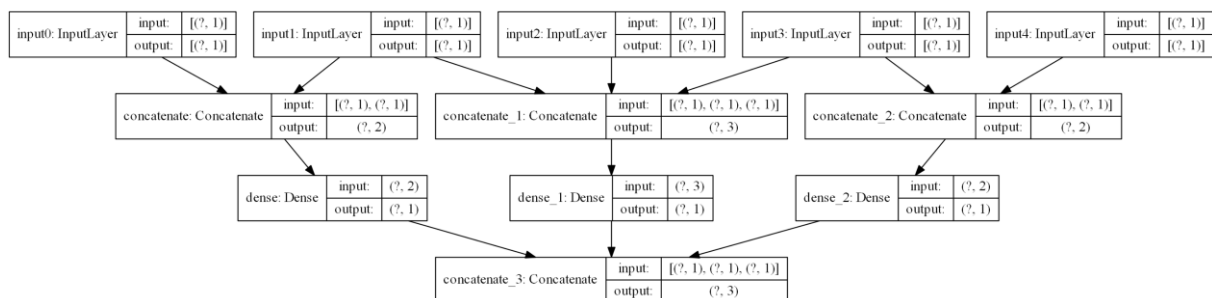 input0: InputLayer input: [(?, 1)] output: [(?, 1)]
input1: InputLayer input: [(?, 1)] output: [(?, 1)]
input2: InputLayer input: [(?, 1)] output: [(?, 1)]
input3: InputLayer input: [(?, 1)] output: [(?, 1)]
input4: InputLayer input: [(?, 1)] output: [(?, 1)]
concatenate: Concatenate input: [(?, 1), (?, 1)] output: (?, 2)
concatenate_1: Concatenate input: [(?, 1), (?, 1), (?, 1)] output: (?, 3)
concatenate_2: Concatenate input: [(?, 1), (?, 1)] output: (?, 2)
dense: Dense input: (?, 2) output: (?, 1)
dense_1: Dense input: (?, 3) output: (?, 1)
dense_2: Dense input: (?, 2) output: (?, 1)
concatenate_3: Concatenate input: [(?, 1), (?, 1), (?, 1)] output: (?, 3)